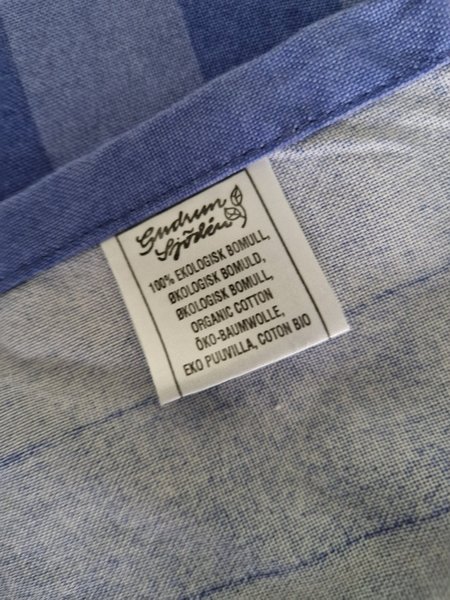 Gudrun
Sjödén
100% EKOLOGISK BOMULL,
ØKOLOGISK BOMULD,
ØKOLOGISK BOMULL,
ORGANIC COTTON
ÖKO-BAUMWOLLE,
EKO PUUVILLA, COTON BIO